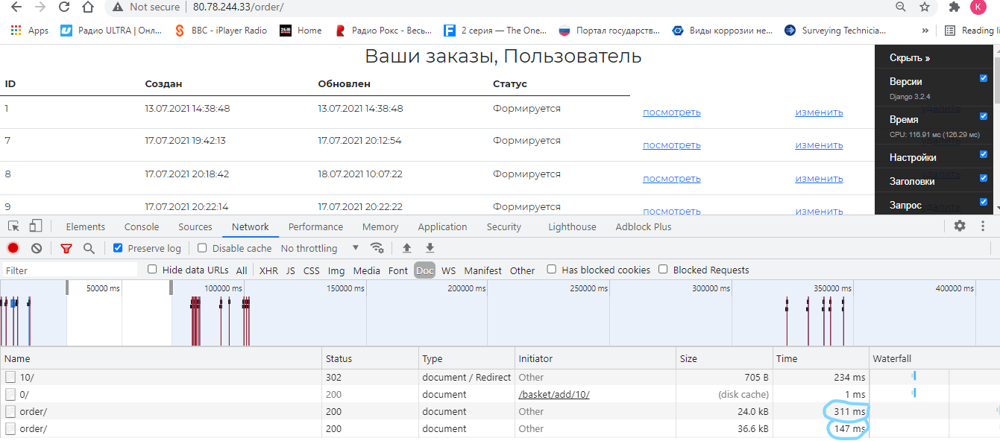 Not secure | 80.78.244.33/order/ K
Apps Радио ULTRA | Онл... BBC - iPlayer Radio Home Радио Рокс - Весь... 2 серия — The One... Портал государств... Виды коррозии не... Surveying Technicia... » Reading li
Ваши заказы, Пользователь
Скрыть »
ID Создан Обновлен Статус
Версии
Django 3.2.4
1 13.07.2021 14:38:48 13.07.2021 14:38:48 Формируется посмотреть изменить удалить
Время
CPU: 116.91 мс (126.29 мс)
7 17.07.2021 19:42:13 17.07.2021 20:12:54 Формируется посмотреть изменить
Настройки
8 17.07.2021 20:18:42 18.07.2021 10:07:22 Формируется посмотреть изменить удалить
Заголовки
9 17.07.2021 20:22:14 17.07.2021 20:22:22 Формируется посмотреть изменить удалить
Запрос
Elements Console Sources Network Performance Memory Application Security Lighthouse Adblock Plus
Preserve log Disable cache No throttling
Filter Hide data URLs All XHR JS CSS Img Media Font Doc WS Manifest Other Has blocked cookies Blocked Requests
50000 ms 100000 ms 150000 ms 200000 ms 250000 ms 300000 ms 350000 ms 400000 ms
Name Status Type Initiator Size Time Waterfall
10/ 302 document / Redirect Other 705 B 234 ms
0/ 200 document /basket/add/10/ (disk cache) 1 ms
order/ 200 document Other 24.0 kB 311 ms
order/ 200 document Other 36.6 kB 147 ms